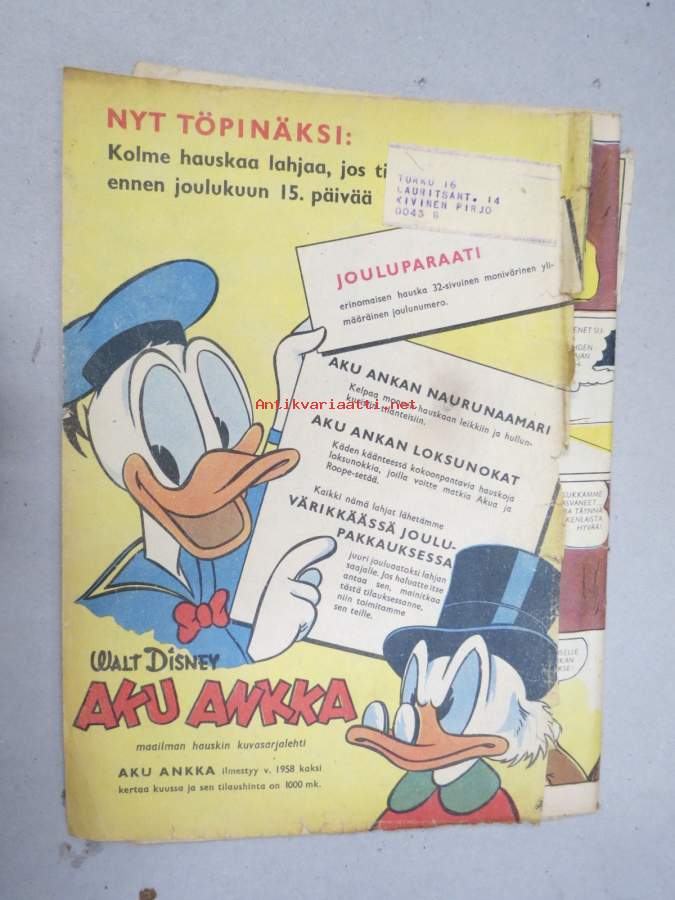 NYT TÖPINÄKSI:
Kolme hauskaa lahjaa, jos
ennen joulukuun 15. päivää
TURKU 16
LAURITSANT. 14
KIVINEN PIRJO
0043 6
JOULUPARAATI
erinomaisen hauska 32-sivuinen monivärinen yli-
määräinen joulunumero.
AKU ANKAN NAURUNAAMARI
Kelpaa moneen hauskaan leikkiin ja hullun-
Antikvariaatti.net
AKU ANKAN LOKSUNOKAT
Käden käänteessä kokoonpantavia hauskoja
loksunokkia, joilla voitte matkia Akua ja
Roope-setää.
Kaikki nämä lahjat lähetämme
VÄRIKKÄÄSSÄ JOULU-
PAKKAUKSESSA
juuri jouluaatoksi lahjan
saajalle. Jos haluatte itse
antaa sen, mainitkaa
tästä tilauksessanne,
niin toimitamme
sen teille.
WALT DISNEY
AKU ANKKA
maailman hauskin kuvasarjalehti
AKU ANKKA ilmestyy v. 1958 kaksi
kertaa kuussa ja sen tilaushinta on 1000 mk.
SUKKAMME
TÄYNNÄ
HYVÄÄ!